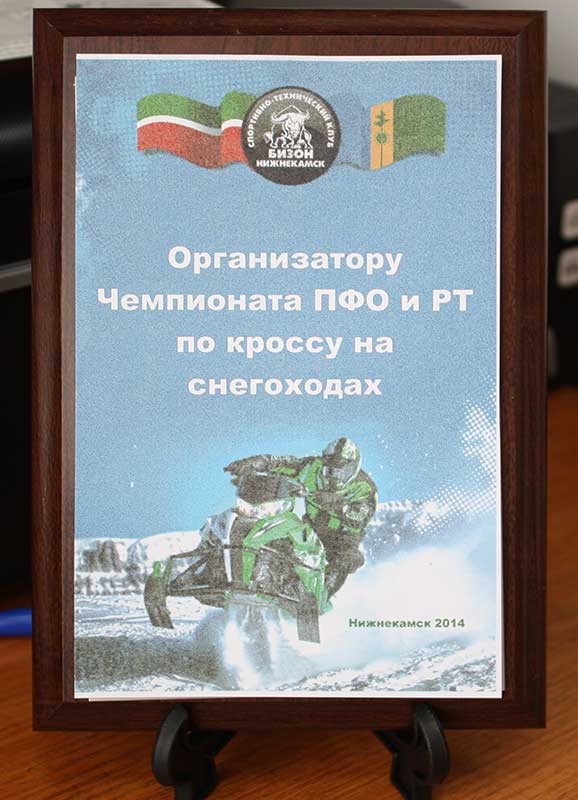 СПОРТИВНО-ТЕХНИЧЕСКИЙ КЛУБ
БИЗОН
НИЖНЕКАМСК
Организатору
Чемпионата ПФО и РТ
по кроссу на
снегоходах
Нижнекамск 2014